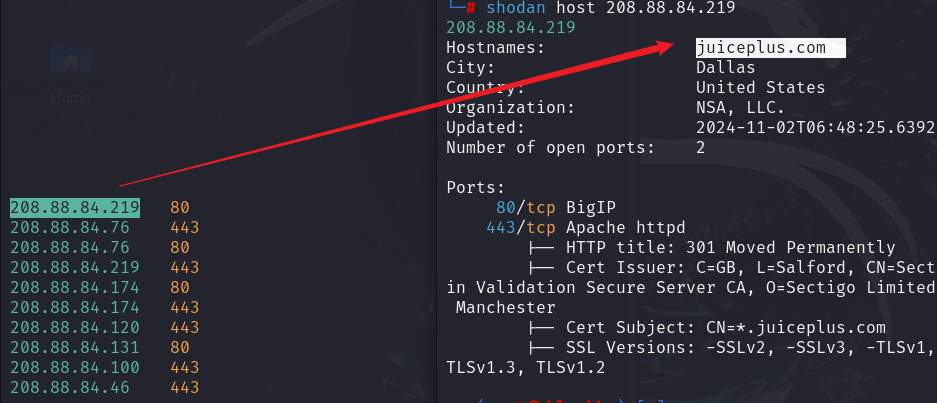 Home
208.88.84.219 80
208.88.84.76 443
208.88.84.76 80
208.88.84.219 443
208.88.84.174 80
208.88.84.174 443
208.88.84.120 443
208.88.84.131 80
208.88.84.100 443
208.88.84.46 443
└─# shodan host 208.88.84.219
208.88.84.219
Hostnames: juiceplus.com
City: Dallas
Country: United States
Organization: NSA, LLC.
Updated: 2024-11-02T06:48:25.6392
Number of open ports: 2
Ports:
80/tcp BigIP
443/tcp Apache httpd
├── HTTP title: 301 Moved Permanently
├── Cert Issuer: C=GB, L=Salford, CN=Sect
in Validation Secure Server CA, O=Sectigo Limited
Manchester
├── Cert Subject: CN=*.juiceplus.com
├── SSL Versions: -SSLv2, -SSLv3, -TLSv1,
TLSv1.3, TLSv1.2